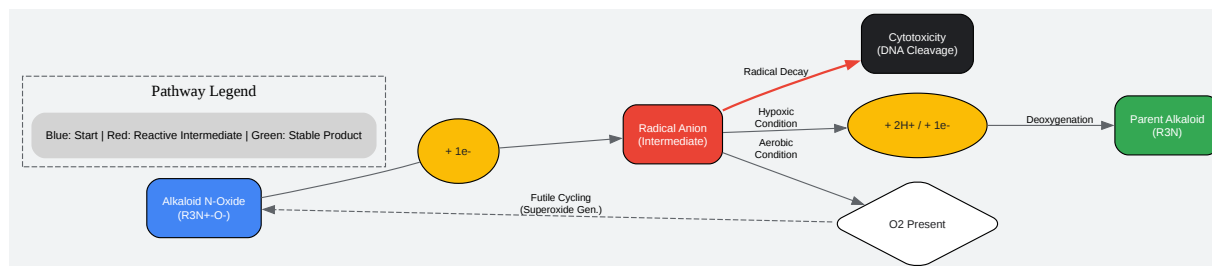 Cytotoxicity
(DNA Cleavage)
Radical Decay
Pathway Legend
Blue: Start | Red: Reactive Intermediate | Green: Stable Product
+ 1e-
Radical Anion
(Intermediate)
Hypoxic
Condition
+ 2H+ / + 1e-
Deoxygenation
Parent Alkaloid
(R3N)
Aerobic
Condition
Alkaloid N-Oxide
(R3N+-O-)
Futile Cycling
(Superoxide Gen.)
O2 Present